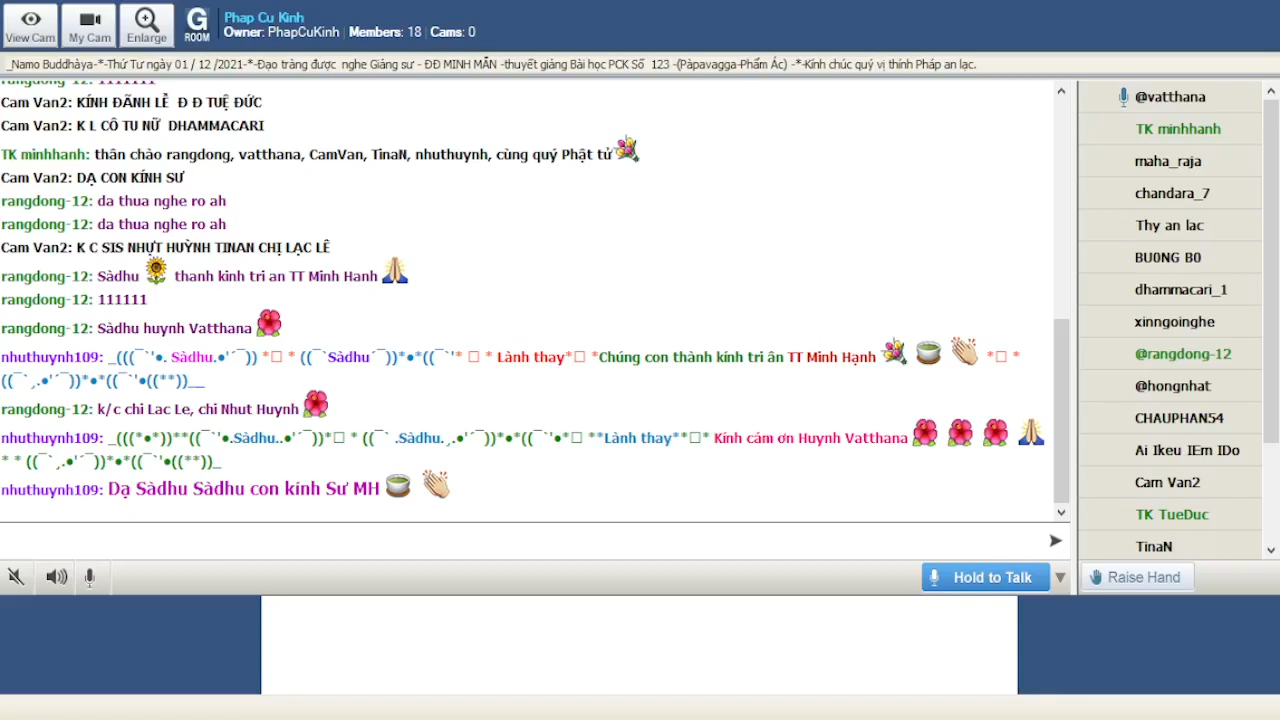 View Cam
My Cam
Enlarge
G
ROOM
Phap Cu Kinh
Owner: PhapCuKinh | Members: 18 | Cams: 0
_Namo Buddhàya-*-Thứ Tư ngày 01 / 12 /2021-*-Đạo tràng được nghe Giảng sư - ĐĐ MINH MẪN -thuyết giảng Bài học PCK Số 123 -(Pàpavagga-Phẩm Ác) -*-Kính chúc quý vị thính Pháp an lạc.
rangdong-12: 1111111
Cam Van2: KÍNH ĐÃNH LỄ Đ Đ TUỆ ĐỨC
Cam Van2: K L CÔ TU NỮ DHAMMACARI
TK minhhanh: thân chào rangdong, vatthana, CamVan, TinaN, nhuthuynh, cùng quý Phật tử
Cam Van2: DẠ CON KÍNH SƯ
rangdong-12: da thua nghe ro ah
rangdong-12: da thua nghe ro ah
Cam Van2: K C SIS NHỰT HUỲNH TINAN CHỊ LẠC LÊ
rangdong-12: Sàdhu 🌻 thanh kinh tri an TT Minh Hanh 🙏
rangdong-12: 111111
rangdong-12: Sàdhu huynh Vatthana 🌺
nhuthuynh109: _(((¯`'•. Sàdhu.•'´¯)) *□ * ((¯`Sàdhu´¯))*•*((¯`'* □ * Lành thay*□ *Chúng con thành kính tri ân TT Minh Hạnh 🍵 👏 *□ *
((¯`¸.•'´¯))*•*((¯`'•((**))__
rangdong-12: k/c chi Lac Le, chi Nhut Huynh 🌺
nhuthuynh109: _(((*•*))**((¯`'•.Sàdhu..•'´¯))*□ * ((¯` .Sàdhu.¸.•'´¯))*•*((¯`'•*□ **Lành thay**□* Kính cám ơn Huynh Vatthana 🌺 🌺 🌺 🙏
* * ((¯`¸.•'´¯))*•*((¯`'•((**))_
nhuthuynh109: Dạ Sàdhu Sàdhu con kính Sư MH 🍵 👏
Hold to Talk
@vatthana
TK minhhanh
maha_raja
chandara_7
Thy an lac
BU0NG B0
dhammacari_1
xinngoinghe
@rangdong-12
@hongnhat
CHAUPHAN54
Ai Ikeu IEm IDo
Cam Van2
TK TueDuc
TinaN
Raise Hand